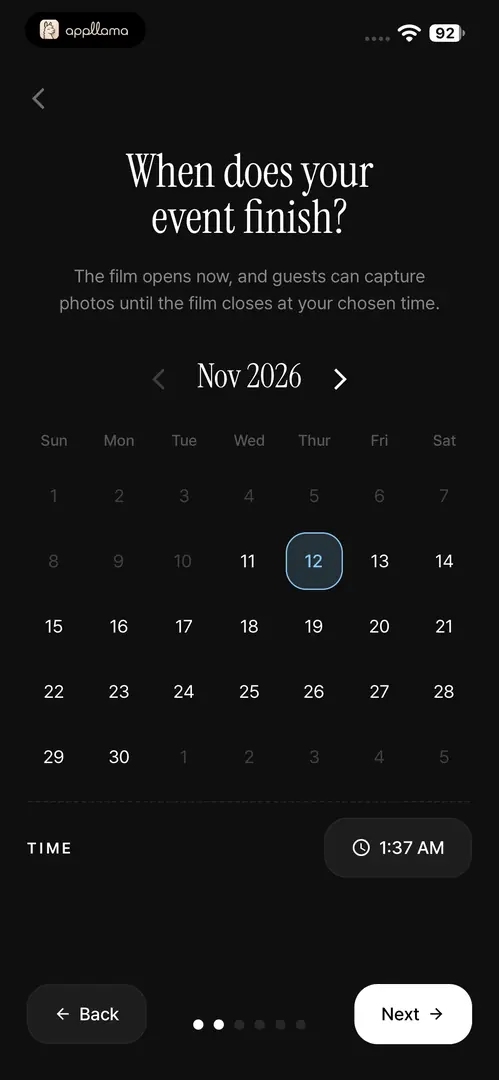 appllama
92
When does your
event finish?
The film opens now, and guests can capture
photos until the film closes at your chosen time.
Nov 2026
Sun Mon Tue Wed Thur Fri Sat
1 2 3 4 5 6 7
8 9 10 11 12 13 14
15 16 17 18 19 20 21
22 23 24 25 26 27 28
29 30 1 2 3 4 5
TIME 1:37 AM
Back Next